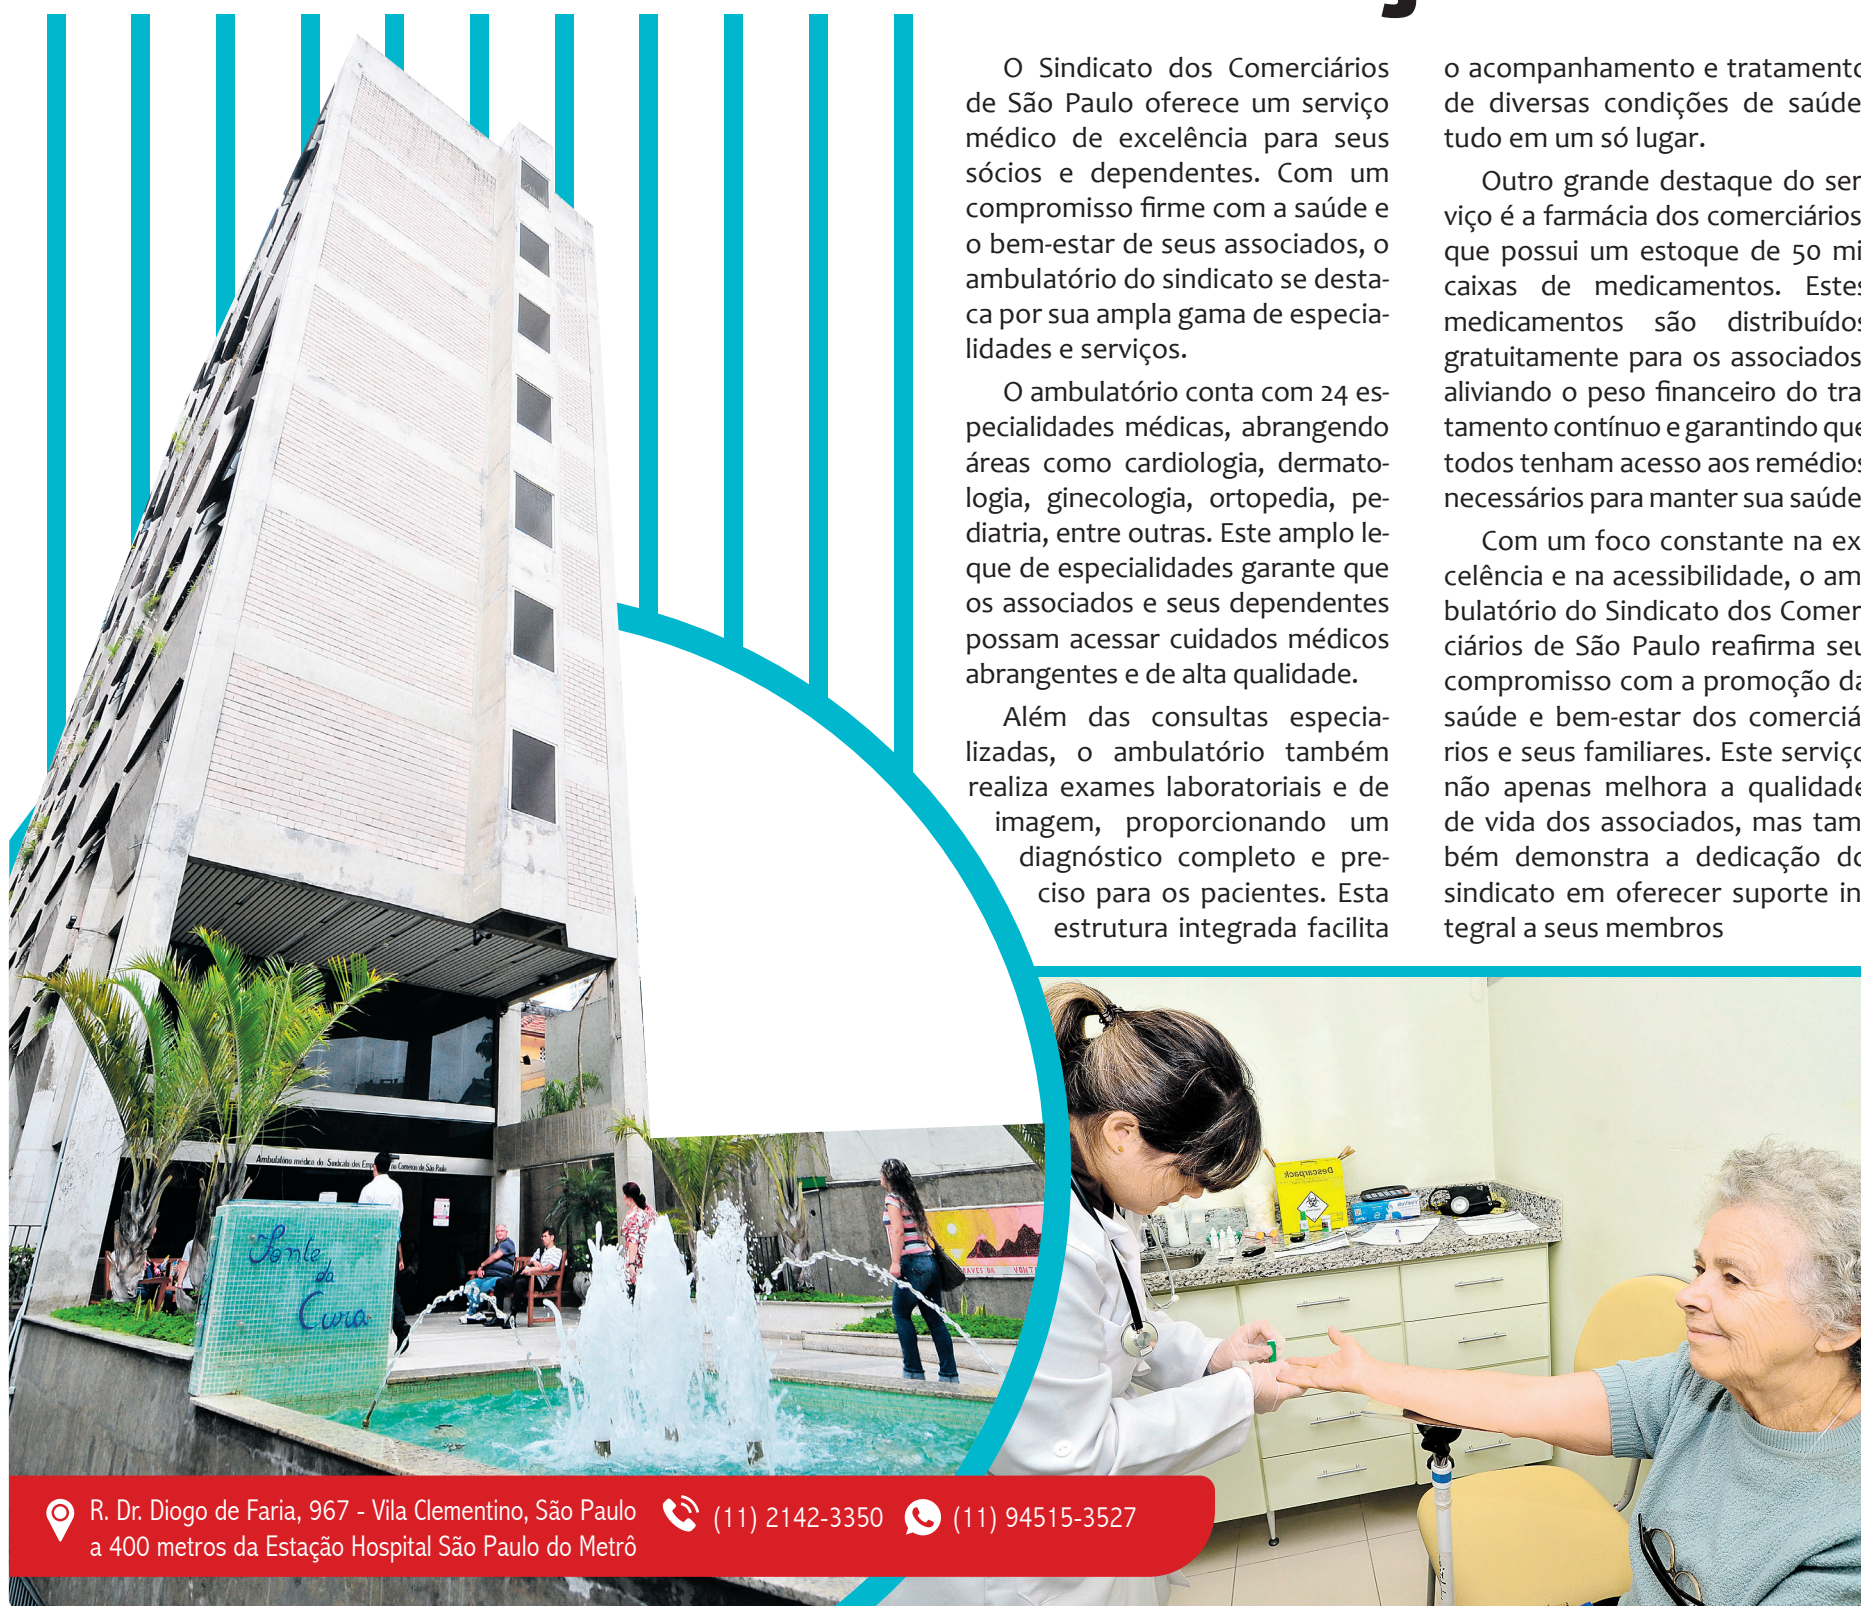 O Sindicato dos Comerciários
de São Paulo oferece um serviço
médico de excelência para seus
sócios e dependentes. Com um
compromisso firme com a saúde e
o bem-estar de seus associados, o
ambulatório do sindicato se desta-
ca por sua ampla gama de especia-
lidades e serviços.
O ambulatório conta com 24 es-
pecialidades médicas, abrangendo
áreas como cardiologia, dermato-
logia, ginecologia, ortopedia, pe-
diatria, entre outras. Este amplo le-
que de especialidades garante que
os associados e seus dependentes
possam acessar cuidados médicos
abrangentes e de alta qualidade.
Além das consultas especia-
lizadas, o ambulatório também
realiza exames laboratoriais e de
imagem, proporcionando um
diagnóstico completo e pre-
ciso para os pacientes. Esta
estrutura integrada facilita
o acompanhamento e tratamento
de diversas condições de saúde
tudo em um só lugar.
Outro grande destaque do ser
viço é a farmácia dos comerciários
que possui um estoque de 50 mi
caixas de medicamentos. Estes
medicamentos são distribuídos
gratuitamente para os associados
aliviando o peso financeiro do tra
tamento contínuo e garantindo que
todos tenham acesso aos remédios
necessários para manter sua saúde
Com um foco constante na ex
celência e na acessibilidade, o am
bulatório do Sindicato dos Comer
ciários de São Paulo reafirma seu
compromisso com a promoção da
saúde e bem-estar dos comerciá
rios e seus familiares. Este serviço
não apenas melhora a qualidade
de vida dos associados, mas tam
bém demonstra a dedicação do
sindicato em oferecer suporte in
tegral a seus membros
Ambulatório médico do Sindicato dos Emp no Comércio de São Paulo
Fonte
da
Cura
Descarpack
R. Dr. Diogo de Faria, 967 - Vila Clementino, São Paulo
a 400 metros da Estação Hospital São Paulo do Metrô
(11) 2142-3350
(11) 94515-3527